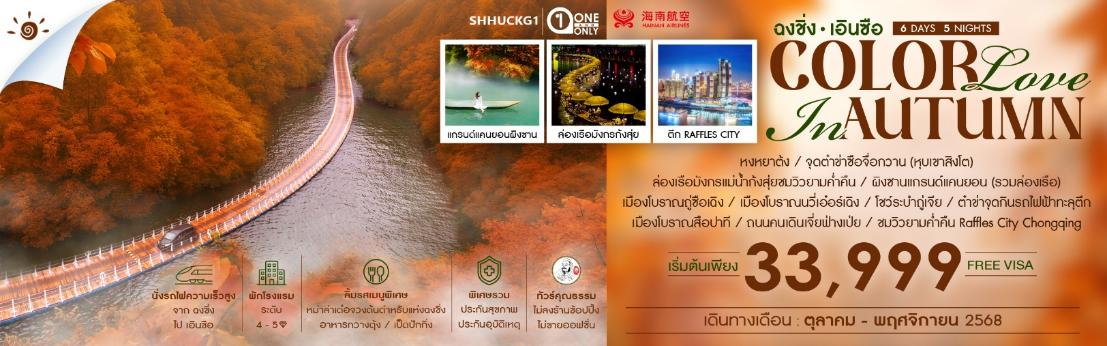 SHHUCKG1
1 ONE AND ONLY
海南航空
HAINAN AIRLINES
แกรนด์แคนยอนผิงซาน
ล่องเรือมังกรก้งสุ่ย
ตึก RAFFLES CITY
ฉงชิ่ง • เอินซือ
6 DAYS 5 NIGHTS
COLOR Love
In AUTUMN
หงหยาต้ง / จุดถ่ายซือจื่อกวาน (หุบเขาสิงโต)
ล่องเรือมังกรแม่น้ำก้งสุ่ยชมวิวยามค่ำคืน / ผิงซานแกรนด์แคนยอน (รวมล่องเรือ)
เมืองโบราณถู่ซือเฉิง / เมืองโบราณนวี่เอ๋อร์เฉิง / โชว์ระบำถู่เจีย / ถ่ายจุดกินรถไฟฟ้าทะลุตึก
เมืองโบราณสือปาที / ถนนคนเดินเจี่ยฟ่างเป่ย / ชมวิวยามค่ำคืน Raffles City Chongqing
เริ่มต้นเพียง 33,999 FREE VISA
เดินทางเดือน : ตุลาคม - พฤศจิกายน 2568
นั่งรถไฟความเร็วสูง
จาก ฉงชิ่ง
ไป เอินซือ
พักโรงแรม
ระดับ
4 - 5
ลิ้มรสเมนูพิเศษ
หม่าล่าเต๋อจวงต้นตำหรับแห่งฉงชิ่ง
อาหารกวางตุ้ง / เป็ดปักกิ่ง
พิเศษรวม
ประกันสุขภาพ
ประกันอุบัติเหตุ
ทัวร์คุณธรรม
ไม่ลงร้านช้อปปิ้ง
ไม่ขายออฟชั่น